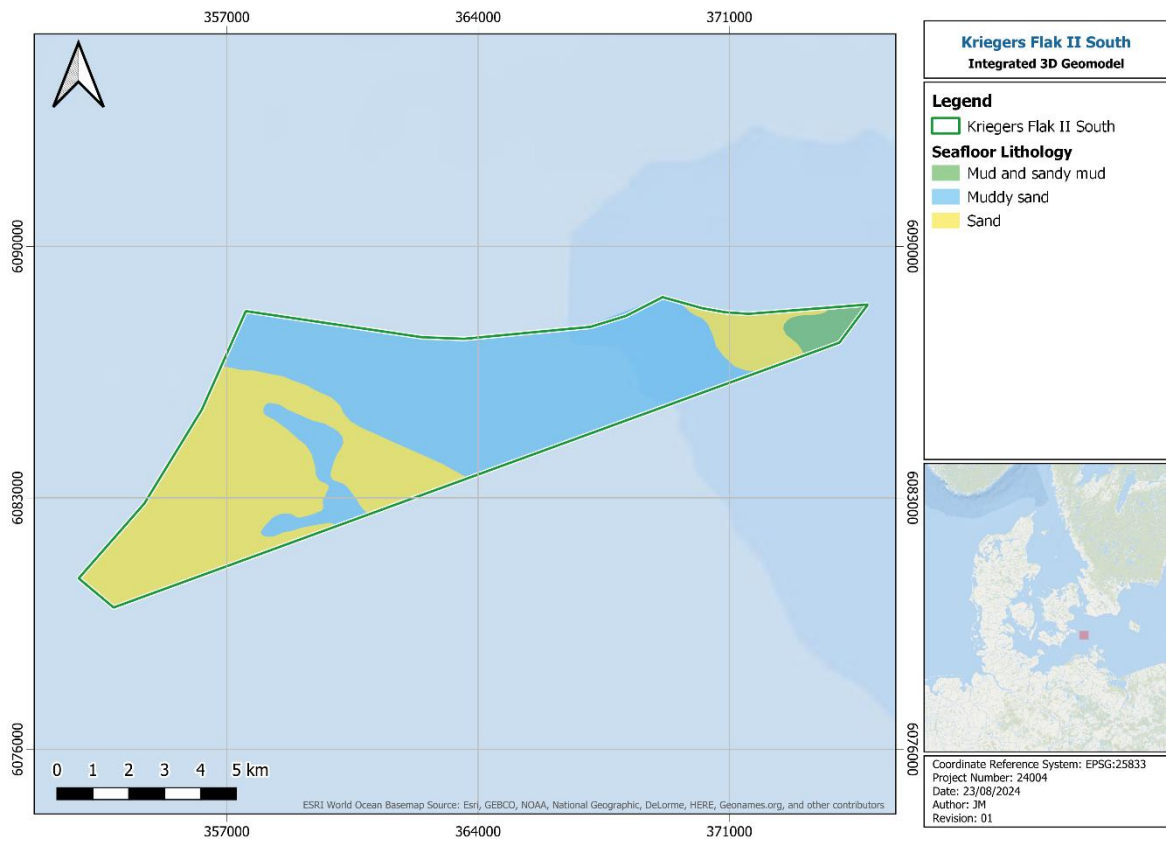 357000
364000
371000
6090000
6083000
6076000
6090000
6083000
6076000
0 1 2 3 4 5 km
ESRI World Ocean Basemap Source: Esri, GEBCO, NOAA, National Geographic, DeLorme, HERE, Geonames.org, and other contributors
357000
364000
371000
Kriegers Flak II South
Integrated 3D Geomodel
Legend
Kriegers Flak II South
Seafloor Lithology
Mud and sandy mud
Muddy sand
Sand
Coordinate Reference System: EPSG:25833
Project Number: 24004
Date: 23/08/2024
Author: JM
Revision: 01